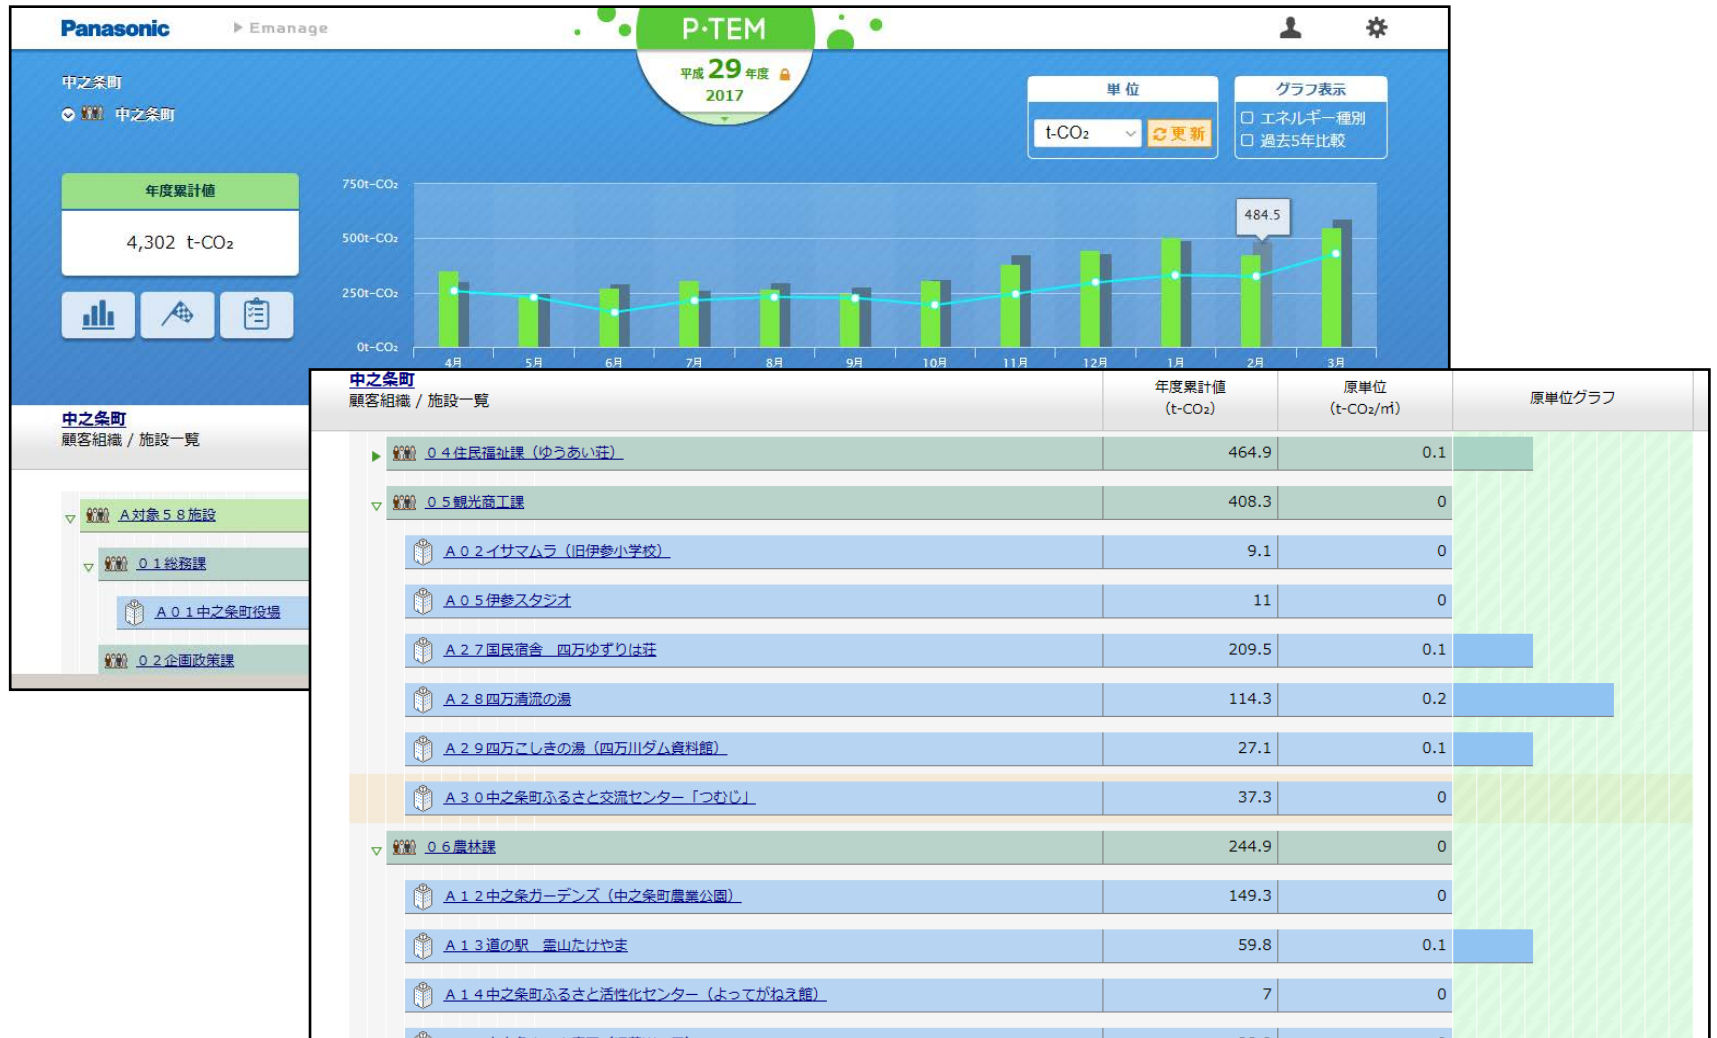 Panasonic
Emanage
P·TEM
平成29年度
2017
中之条町
中之条町
単位
t-CO₂
更新
グラフ表示
エネルギー種別
過去5年比較
年度累計値
4,302 t-CO₂
750t-CO₂
500t-CO₂
250t-CO₂
0t-CO₂
484.5
4月 5月 6月 7月 8月 9月 10月 11月 12月 1月 2月 3月
中之条町
顧客組織 / 施設一覧
A対象58施設
01総務課
A01中之条町役場
02企画政策課
中之条町
顧客組織 / 施設一覧
年度累計値
(t-CO₂)
原単位
(t-CO₂/㎡)
原単位グラフ
04住民福祉課(ゆうあい荘) 464.9 0.1
05観光商工課 408.3 0
A02イサマムラ(旧伊参小学校) 9.1 0
A05伊参スタジオ 11 0
A27国民宿舎 四万ゆずりは荘 209.5 0.1
A28四万清流の湯 114.3 0.2
A29四万こしきの湯(四万川ダム資料館) 27.1 0.1
A30中之条町ふるさと交流センター「つむじ」 37.3 0
06農林課 244.9 0
A12中之条ガーデンズ(中之条町農業公園) 149.3 0
A13道の駅 霊山たけやま 59.8 0.1
A14中之条町ふるさと活性化センター(よってがねえ館) 7 0